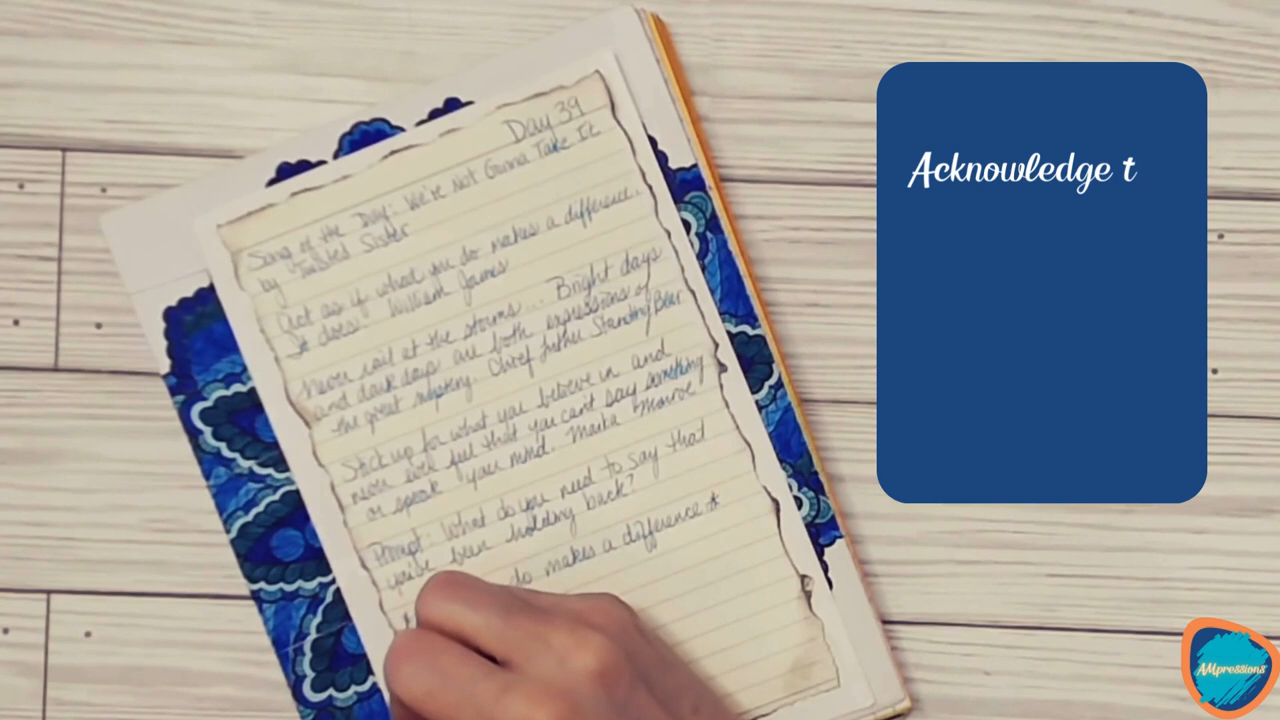 Day 39
Song of the Day: We're Not Gonna Take It
by Twisted Sister
Act as if what you do makes a difference.
It does. William James
Never rail at the storms... Bright days
and dark days are both expressions of
the great mystery. Chief Luther Standing Bear
Stick up for what you believe in and
never ever feel that you can't say something
or speak your mind. Marta Monroe
Prompt: What do you need to say that
you've been holding back?
do makes a difference *
Acknowledge t
AMpressions